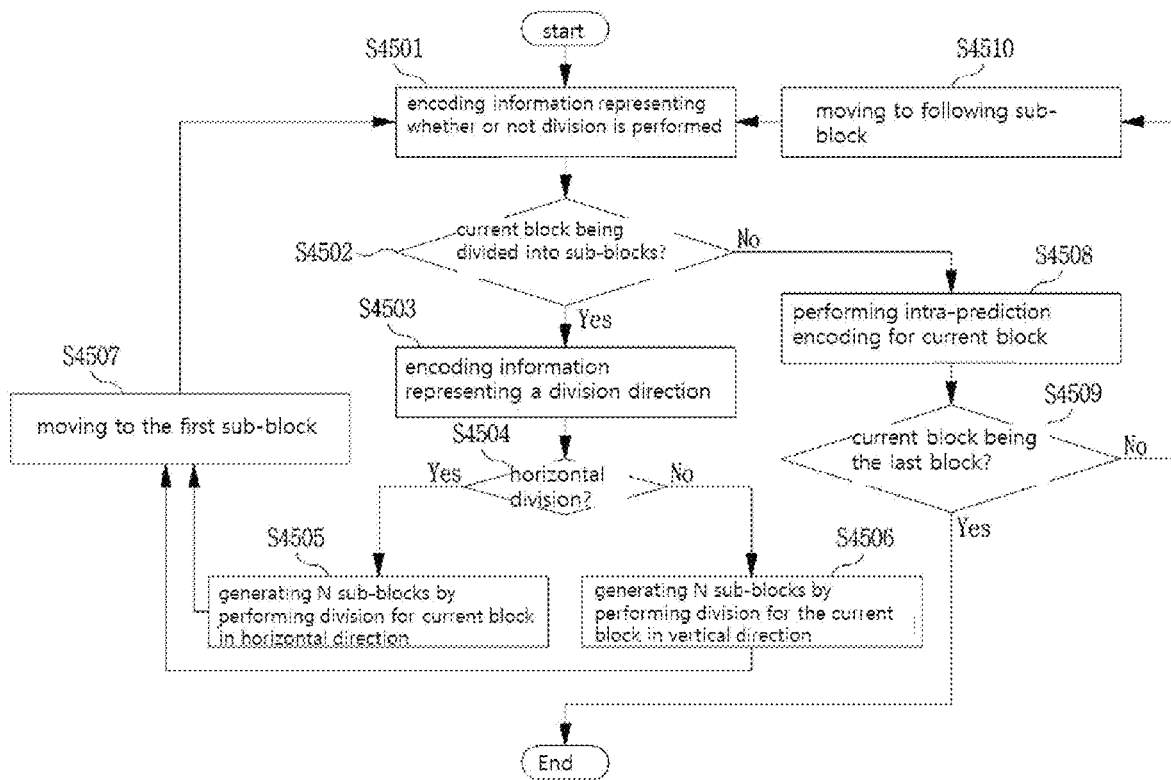 start
S4501
encoding information representing
whether or not division is performed
S4510
moving to following sub-
block
S4502
current block being
divided into sub-blocks?
No
Yes
S4503
encoding information
representing a division direction
S4508
performing intra-prediction
encoding for current block
S4507
moving to the first sub-block
S4504
horizontal
division?
Yes
No
S4509
current block being
the last block?
No
Yes
S4505
generating N sub-blocks by
performing division for current block
in horizontal direction
S4506
generating N sub-blocks by
performing division for the current
block in vertical direction
End